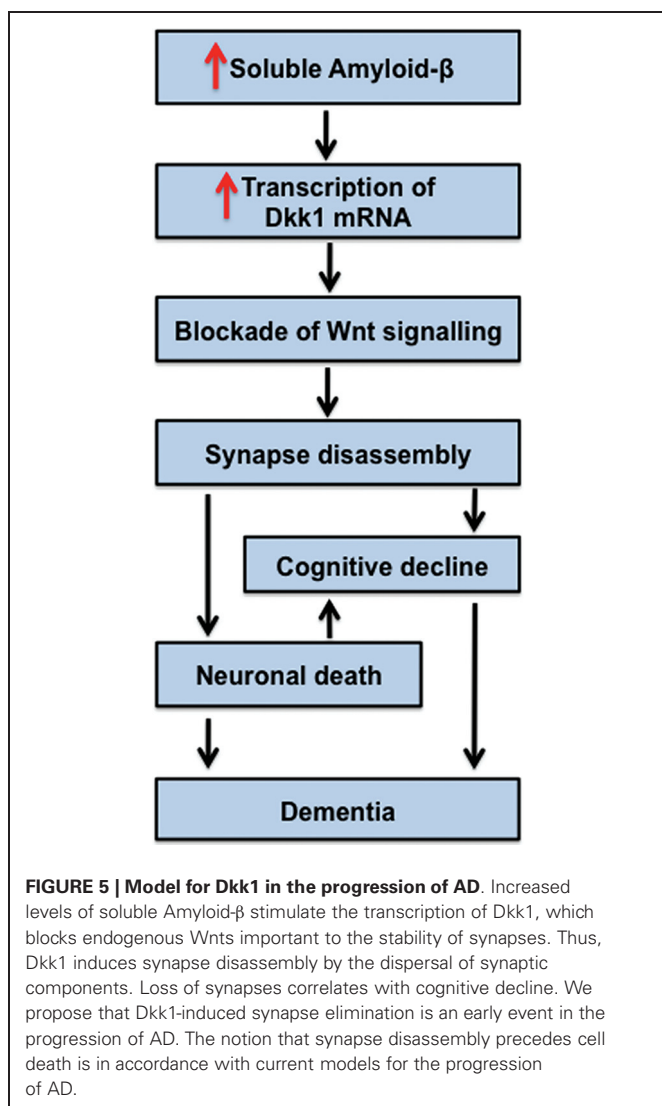 Soluble Amyloid-β
Transcription of
Dkk1 mRNA
Blockade of Wnt signalling
Synapse disassembly
Cognitive decline
Neuronal death
Dementia
FIGURE 5 | Model for Dkk1 in the progression of AD. Increased
levels of soluble Amyloid-β stimulate the transcription of Dkk1, which
blocks endogenous Wnts important to the stability of synapses. Thus,
Dkk1 induces synapse disassembly by the dispersal of synaptic
components. Loss of synapses correlates with cognitive decline. We
propose that Dkk1-induced synapse elimination is an early event in the
progression of AD. The notion that synapse disassembly precedes cell
death is in accordance with current models for the progression
of AD.